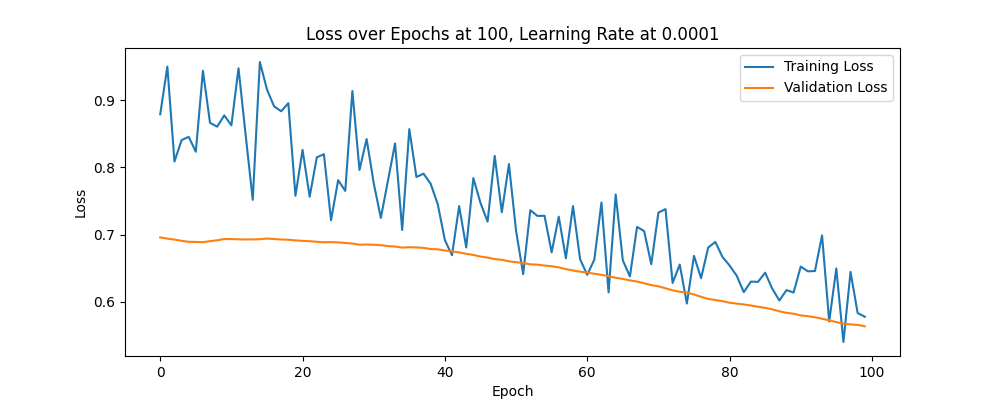 Loss over Epochs at 100, Learning Rate at 0.0001
Training Loss
Validation Loss
0.9
0.8
0.7
0.6
Loss
0
20
40
60
80
100
Epoch